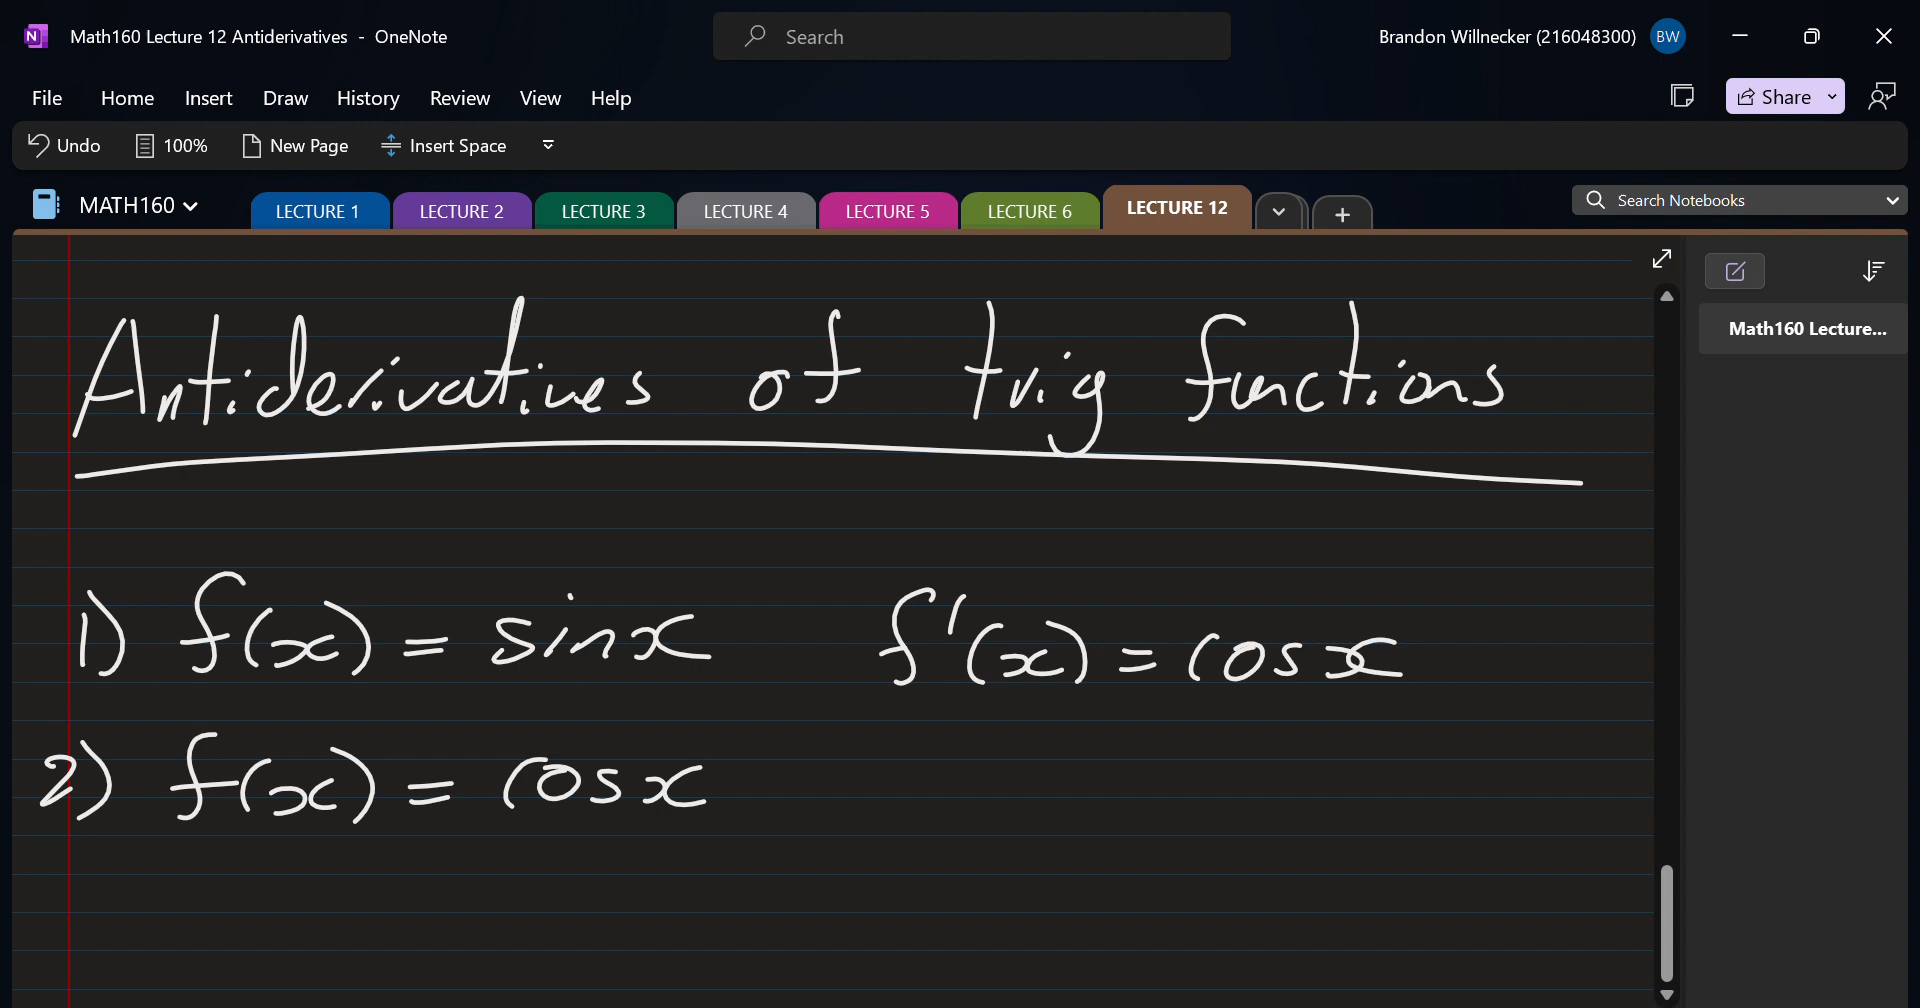 Math160 Lecture 12 Antiderivatives - OneNote
Search
Brandon Willnecker (216048300) BW
File Home Insert Draw History Review View Help
Share
Undo 100% New Page Insert Space
MATH160 LECTURE 1 LECTURE 2 LECTURE 3 LECTURE 4 LECTURE 5 LECTURE 6 LECTURE 12 + Search Notebooks
Math160 Lecture...
Antiderivatives of trig functions
1) f(x) = sinx f'(x) = cosx
2) f(x) = cosx